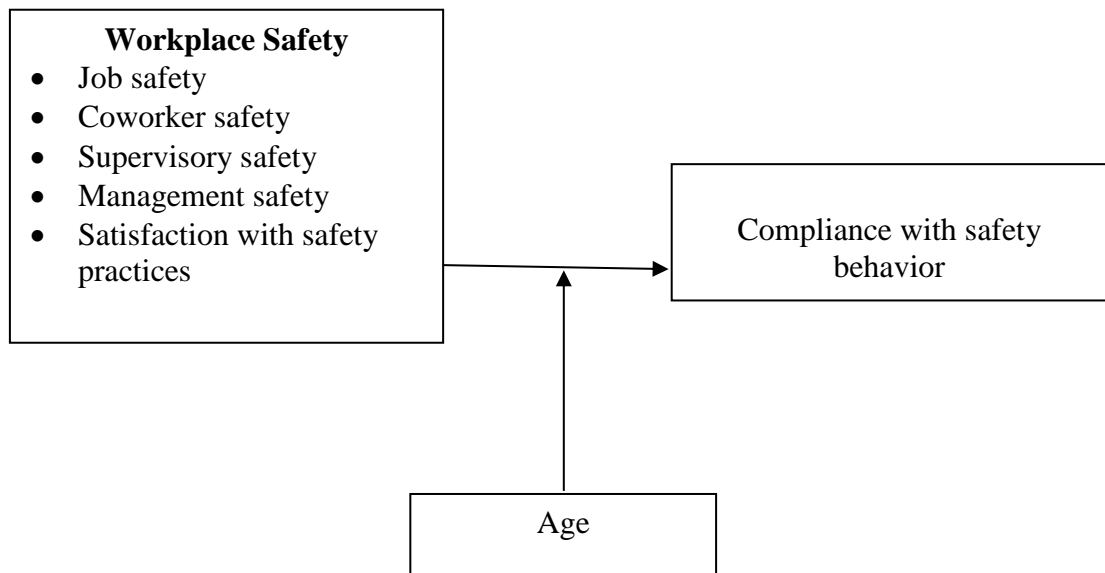 Workplace Safety
• Job safety
• Coworker safety
• Supervisory safety
• Management safety
• Satisfaction with safety
practices
Compliance with safety
behavior
Age